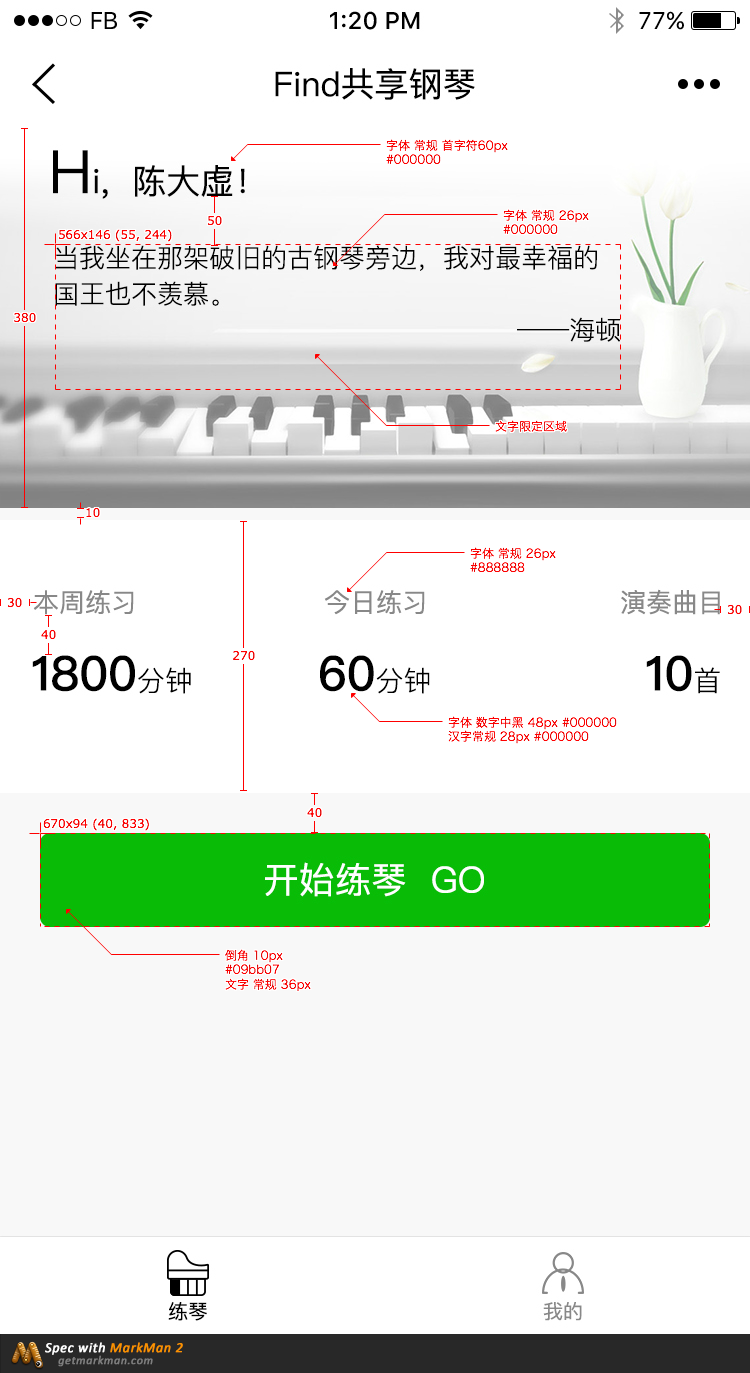 FB 1:20 PM 77%
Find共享钢琴
字体 常规 首字符60px
#000000
Hi，陈大虚！
50
字体 常规 26px
#000000
566x146 (55, 244)
当我坐在那架破旧的古钢琴旁边，我对最幸福的
国王也不羡慕。
380
——海顿
文字限定区域
10
字体 常规 26px
#888888
30 本周练习 今日练习 演奏曲目 30
40
270
1800分钟 60分钟 10首
字体 数字中黑 48px #000000
汉字常规 28px #000000
40
670x94 (40, 833)
开始练琴 GO
倒角 10px
#09bb07
文字 常规 36px
练琴 我的
Spec with MarkMan 2
getmarkman.com